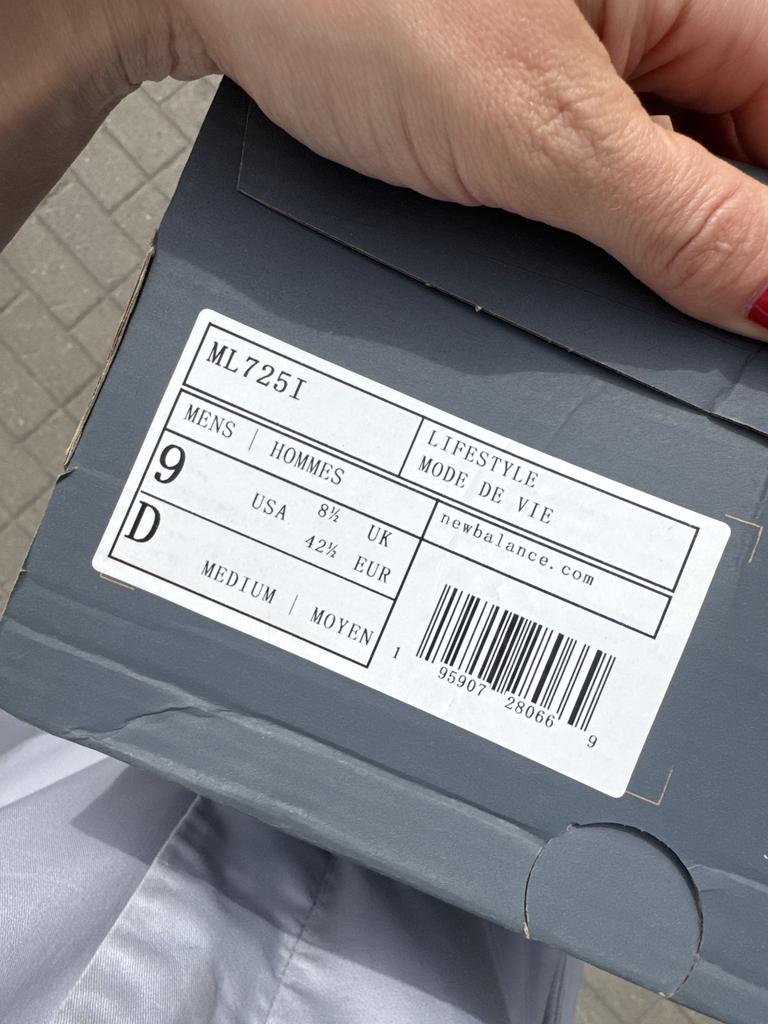 ML725I
LIFESTYLE
MODE DE VIE
MENS | HOMMES
newbalance.com
9 USA 8½ UK
42½ EUR
D
MEDIUM | MOYEN
1 95907 28066 9